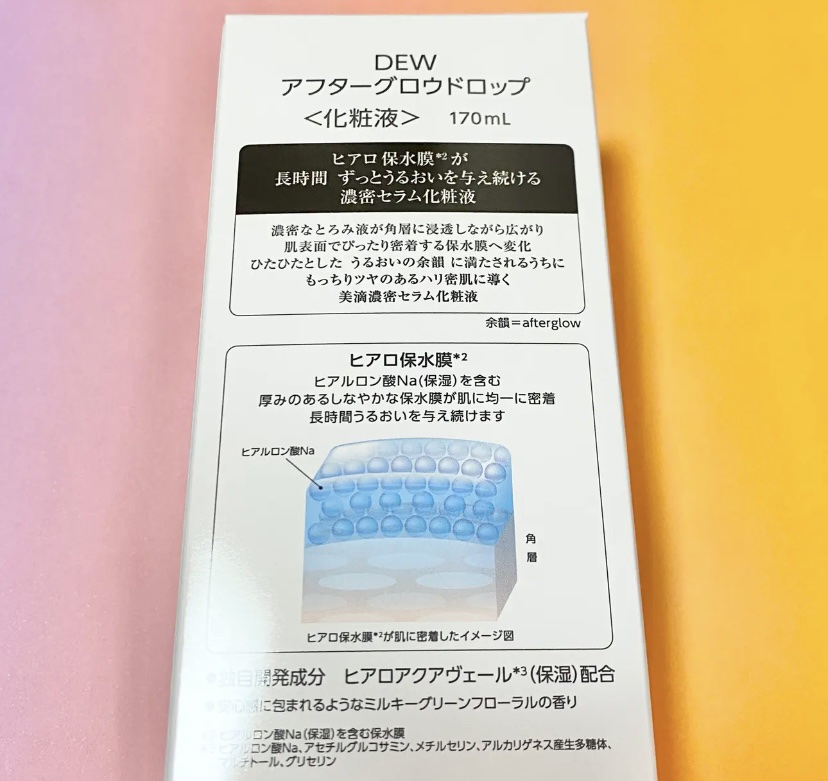 DEW
アフターグロウドロップ
＜化粧液＞ 170mL
ヒアロ保水膜*2が
長時間 ずっとうるおいを与え続ける
濃密セラム化粧液
濃密なとろみ液が角層に浸透しながら広がり
肌表面でぴったり密着する保水膜へ変化
ひたひたとした うるおいの余韻 に満たされるうちに
もっちりツヤのあるハリ密肌に導く
美滴濃密セラム化粧液
余韻＝afterglow
ヒアロ保水膜*2
ヒアルロン酸Na(保湿)を含む
厚みのあるしなやかな保水膜が肌に均一に密着
長時間うるおいを与え続けます
ヒアルロン酸Na
角層
ヒアロ保水膜*2が肌に密着したイメージ図
●独自開発成分 ヒアロアクアヴェール*3(保湿)配合
●安心感に包まれるようなミルキーグリーンフローラルの香り
ヒアルロン酸Na(保湿)を含む保水膜
ヒアルロン酸Na、アセチルグルコサミン、メチルセリン、アルカリゲネス産生多糖体、
マルチトール、グリセリン